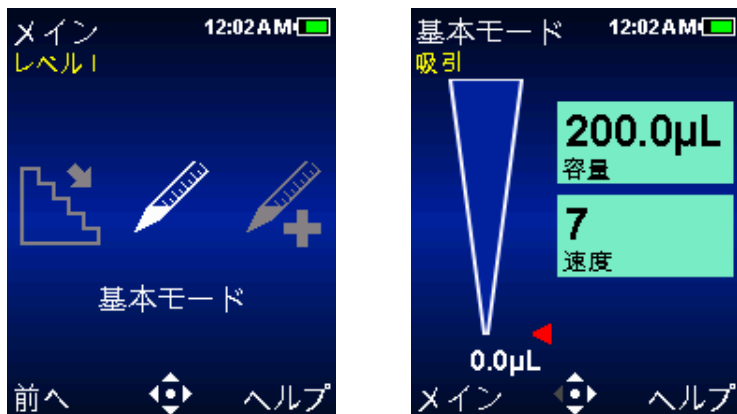 メイン 12:02AM
レベル1
基本モード
前へ ヘルプ
基本モード 12:02AM
吸引
200.0µL
容量
7
速度
0.0µL
メイン ヘルプ